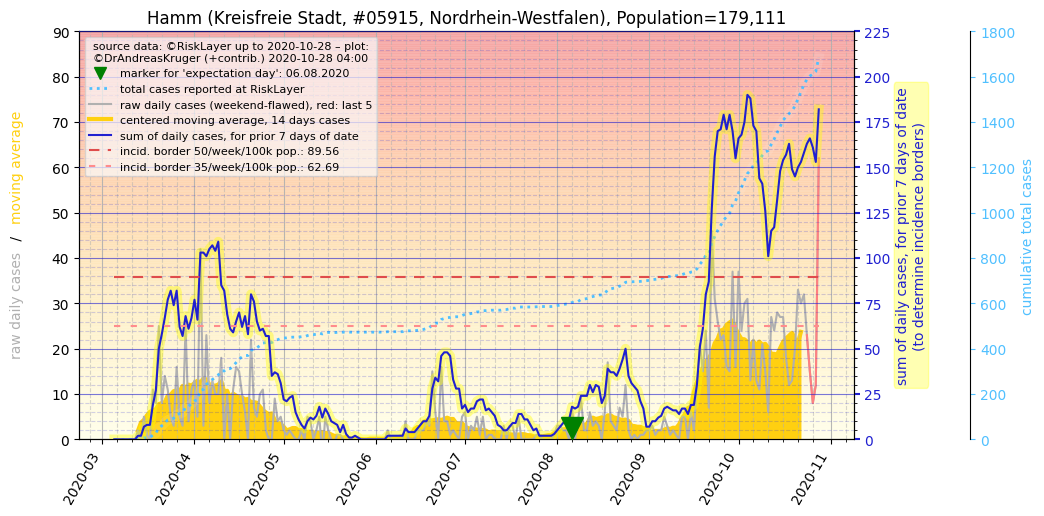 Hamm (Kreisfreie Stadt, #05915, Nordrhein-Westfalen), Population=179,111
source data: ©RiskLayer up to 2020-10-28 – plot:
©DrAndreasKruger (+contrib.) 2020-10-28 04:00
marker for 'expectation day': 06.08.2020
total cases reported at RiskLayer
raw daily cases (weekend-flawed), red: last 5
centered moving average, 14 days cases
sum of daily cases, for prior 7 days of date
incid. border 50/week/100k pop.: 89.56
incid. border 35/week/100k pop.: 62.69
raw daily cases / moving average
90
80
70
60
50
40
30
20
10
0
225
200
175
150
125
100
75
50
25
0
sum of daily cases, for prior 7 days of date
(to determine incidence borders)
1800
1600
1400
1200
1000
800
600
400
200
0
cumulative total cases
2020-03
2020-04
2020-05
2020-06
2020-07
2020-08
2020-09
2020-10
2020-11